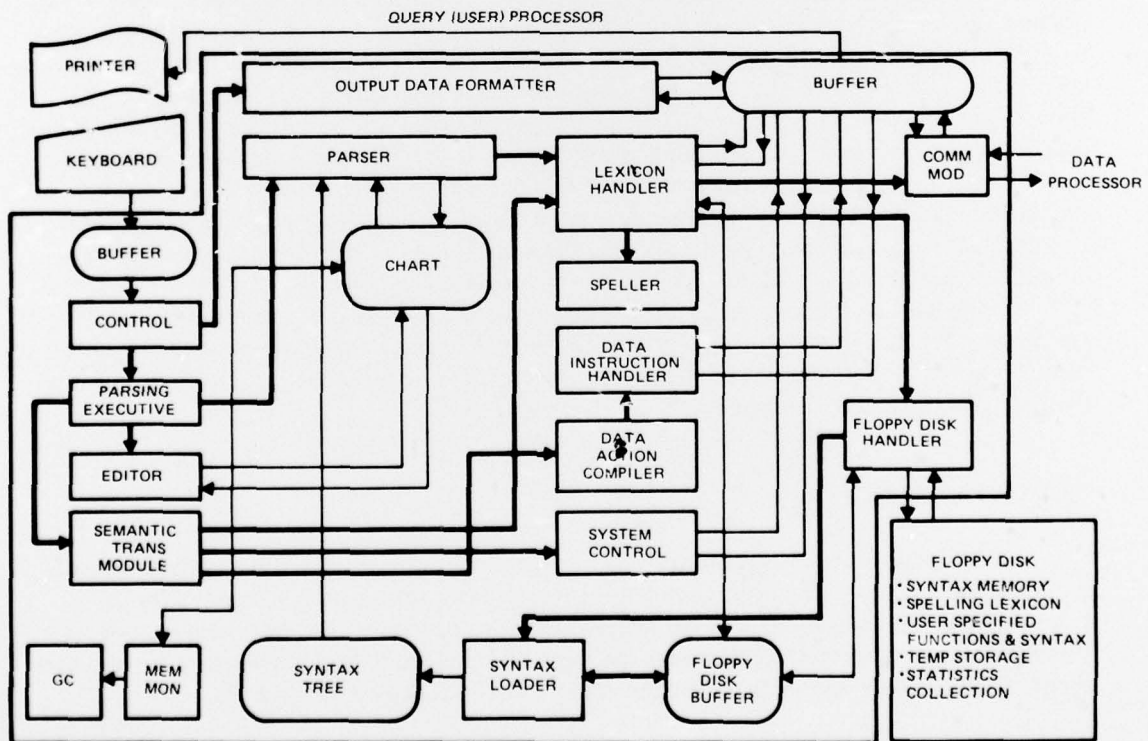 QUERY (USER) PROCESSOR
PRINTER
OUTPUT DATA FORMATTER
BUFFER
KEYBOARD
PARSER
LEXICON
HANDLER
COMM
MOD
DATA
PROCESSOR
BUFFER
CHART
SPELLER
CONTROL
DATA
INSTRUCTION
HANDLER
PARSING
EXECUTIVE
FLOPPY DISK
HANDLER
DATA
ACTION
COMPILER
EDITOR
SEMANTIC
TRANS
MODULE
SYSTEM
CONTROL
FLOPPY DISK
• SYNTAX MEMORY
• SPELLING LEXICON
• USER SPECIFIED
FUNCTIONS & SYNTAX
• TEMP STORAGE
• STATISTICS
COLLECTION
GC
MEM
MON
SYNTAX
TREE
SYNTAX
LOADER
FLOPPY
DISK
BUFFER